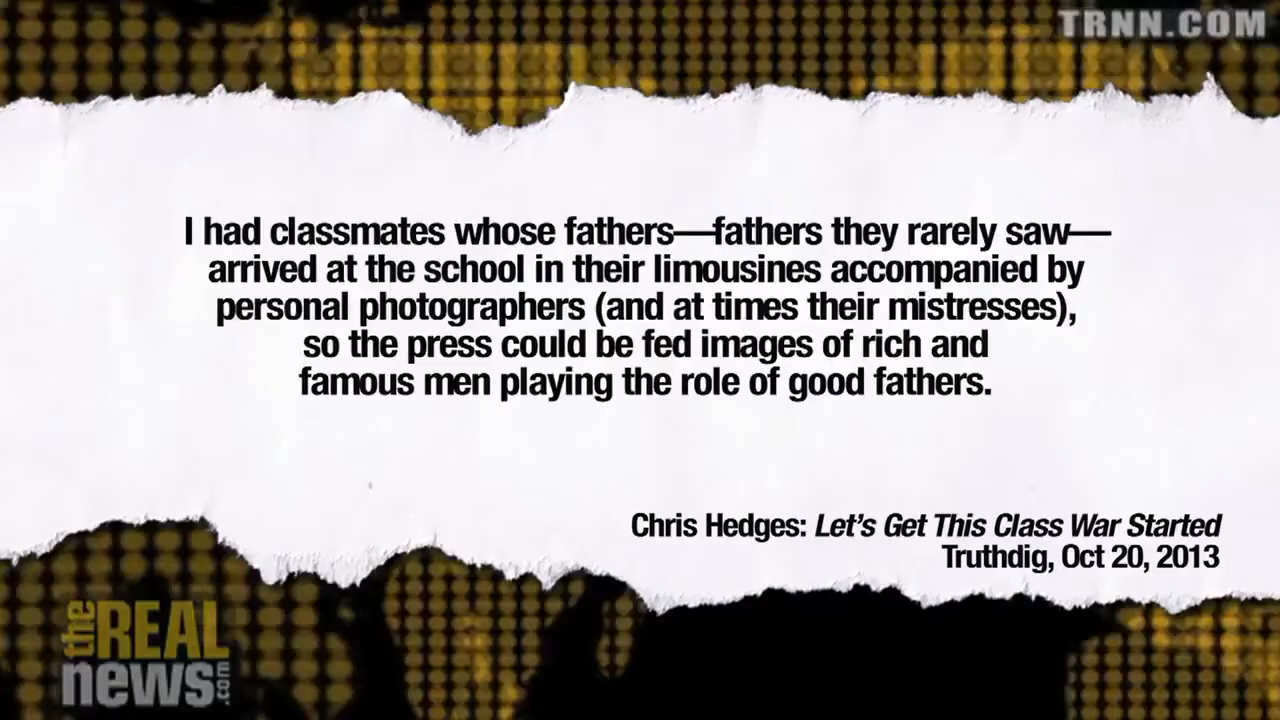 TRNN.COM
I had classmates whose fathers—fathers they rarely saw—
arrived at the school in their limousines accompanied by
personal photographers (and at times their mistresses),
so the press could be fed images of rich and
famous men playing the role of good fathers.
Chris Hedges: Let's Get This Class War Started
Truthdig, Oct 20, 2013
the REAL
news.com